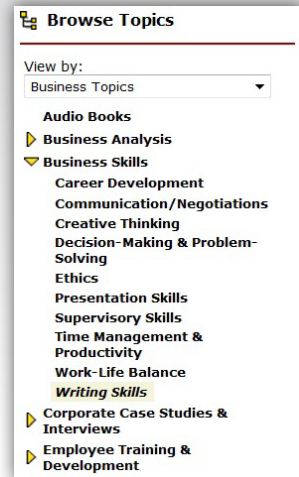 Browse Topics
View by:
Business Topics
Audio Books
Business Analysis
Business Skills
Career Development
Communication/Negotiations
Creative Thinking
Decision-Making & Problem-
Solving
Ethics
Presentation Skills
Supervisory Skills
Time Management &
Productivity
Work-Life Balance
Writing Skills
Corporate Case Studies &
Interviews
Employee Training &
Development